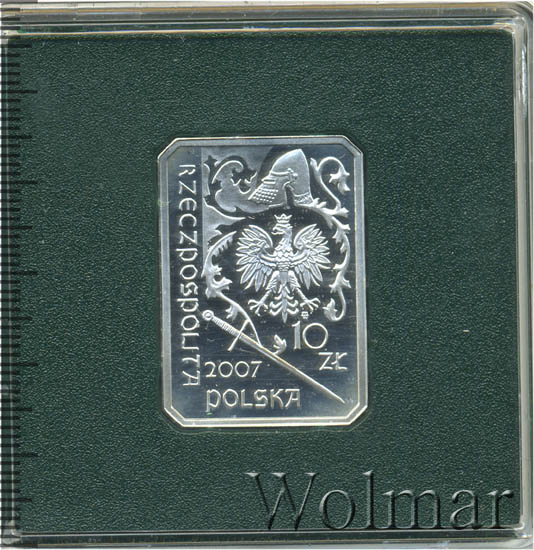 RZECZPOSPOLITA
10
ZŁ
2007
POLSKA
Wolmar